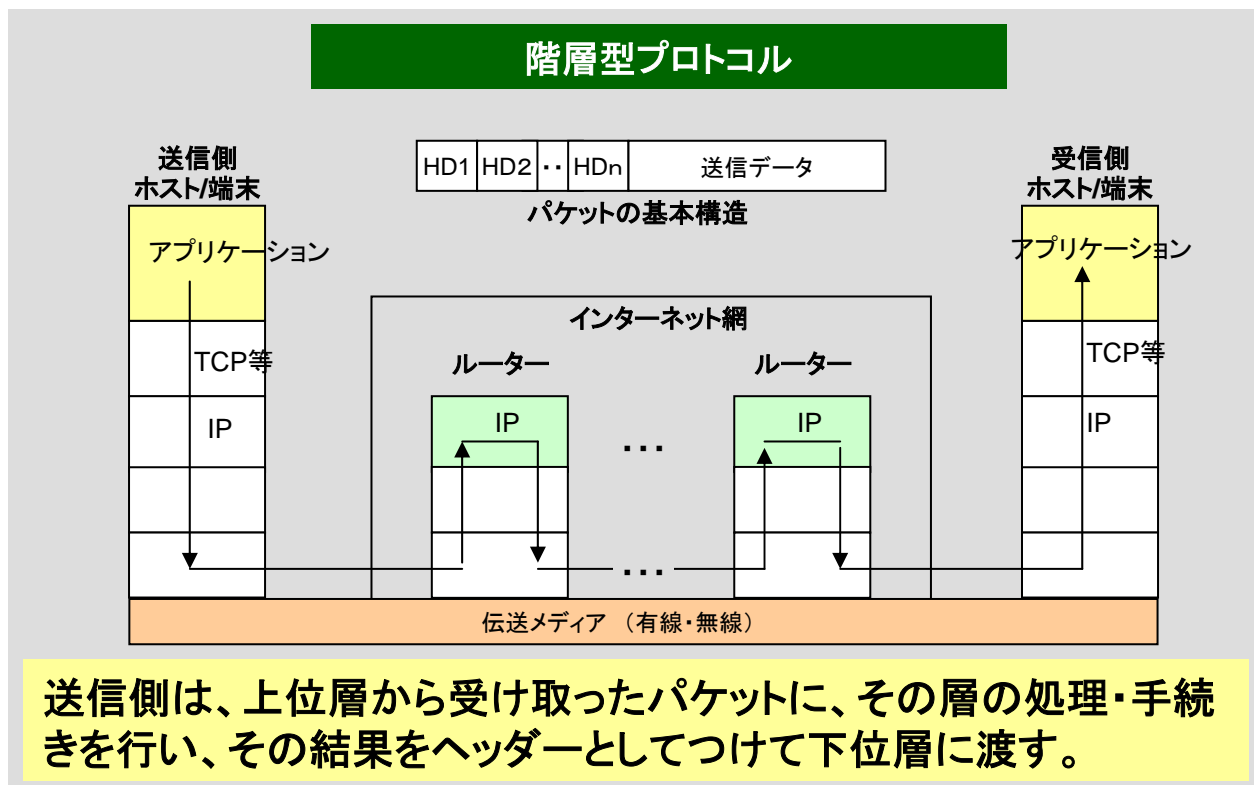 階層型プロトコル
送信側
ホスト/端末
HD1 HD2 ・・ HDn 送信データ
パケットの基本構造
受信側
ホスト/端末
アプリケーション
アプリケーション
インターネット網
TCP等
ルーター
ルーター
TCP等
IP
IP
・・・
IP
IP
・・・
伝送メディア （有線・無線）
送信側は、上位層から受け取ったパケットに、その層の処理・手続
きを行い、その結果をヘッダーとしてつけて下位層に渡す。